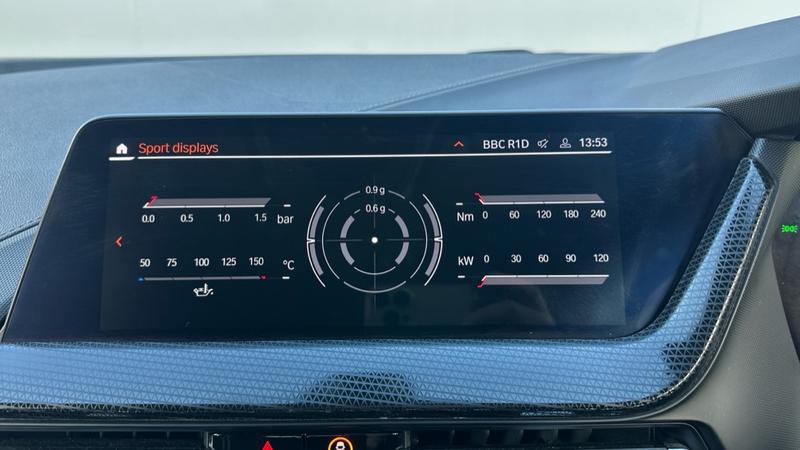 Sport displays BBC R1D 13:53
0.9 g
0.6 g
0.0 0.5 1.0 1.5 bar
Nm 0 60 120 180 240
50 75 100 125 150 °C
kW 0 30 60 90 120